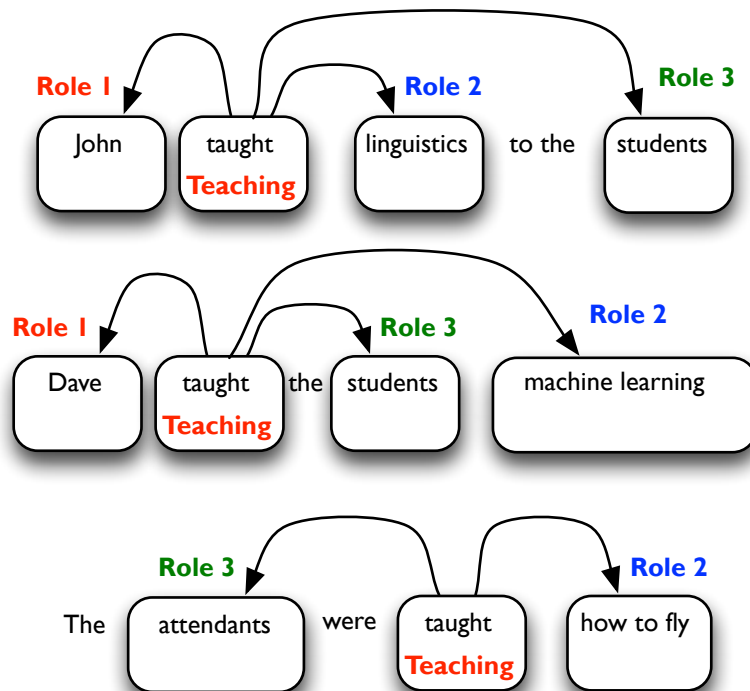 Role 1 Role 2 Role 3
John taught linguistics to the students
Teaching
Role 1 Role 3 Role 2
Dave taught the students machine learning
Teaching
Role 3 Role 2
The attendants were taught how to fly
Teaching